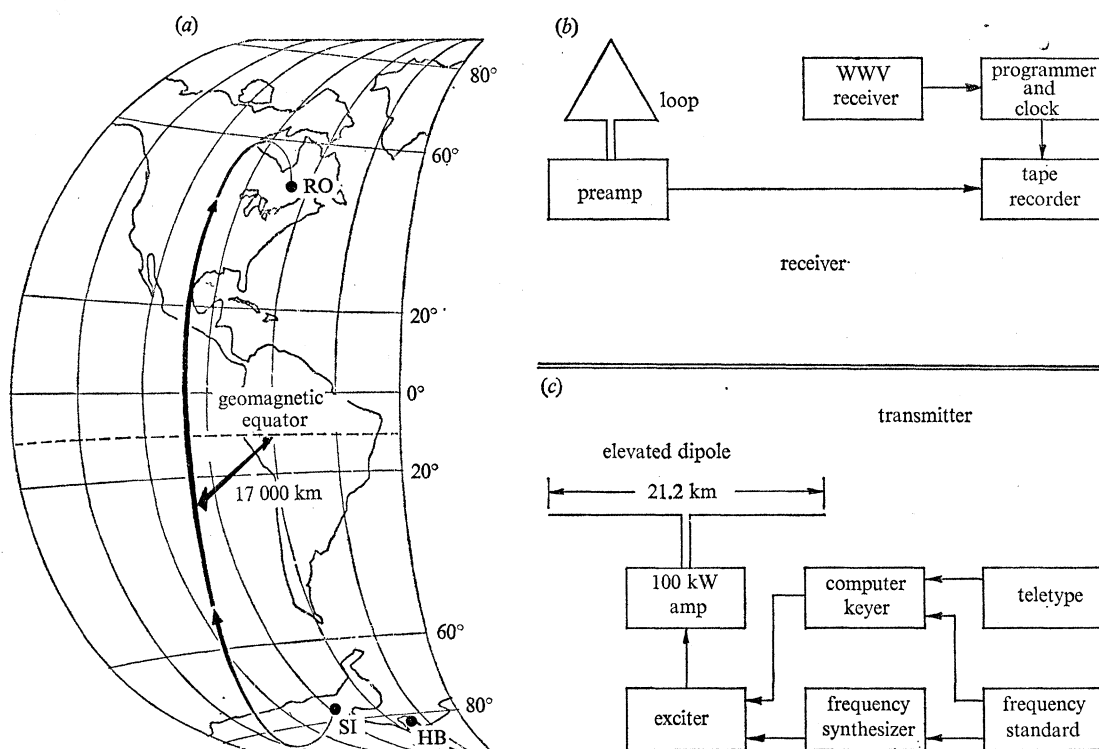 (a)
80°
60°
RO
20°
0°
geomagnetic
equator
20°
17 000 km
60°
80°
SI
HB
(b)
loop
WWV
receiver
programmer
and
clock
preamp
tape
recorder
receiver
(c)
transmitter
elevated dipole
21.2 km
100 kW
amp
computer
keyer
teletype
exciter
frequency
synthesizer
frequency
standard